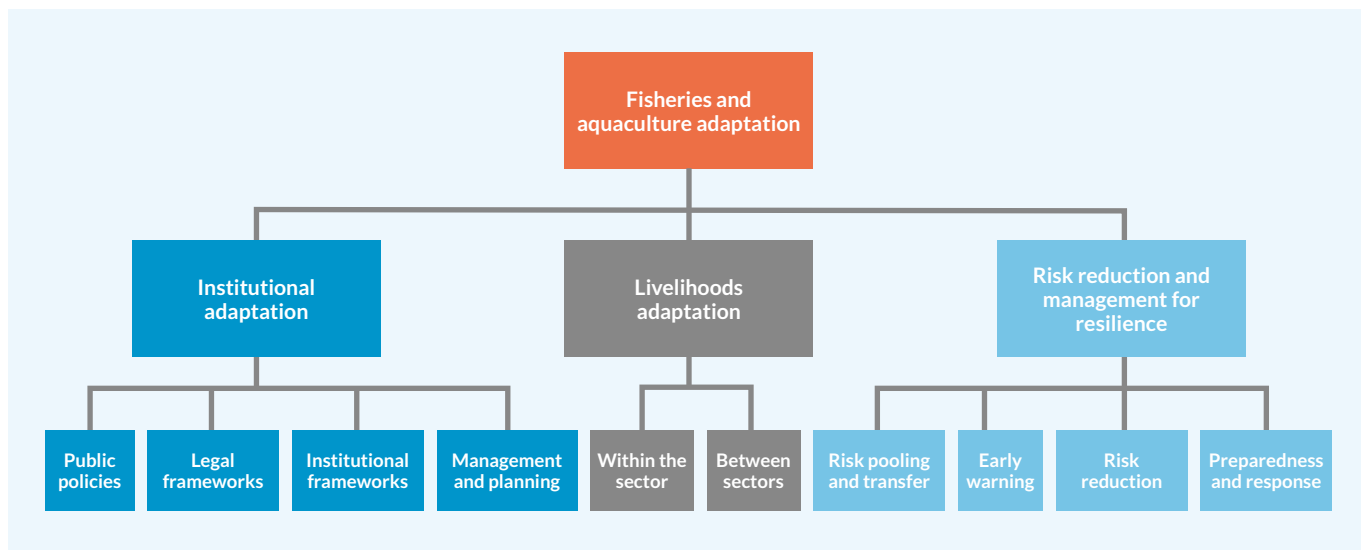 Fisheries and
aquaculture adaptation
Institutional
adaptation
Livelihoods
adaptation
Risk reduction and
management for
resilience
Public
policies
Legal
frameworks
Institutional
frameworks
Management
and planning
Within the
sector
Between
sectors
Risk pooling
and transfer
Early
warning
Risk
reduction
Preparedness
and response